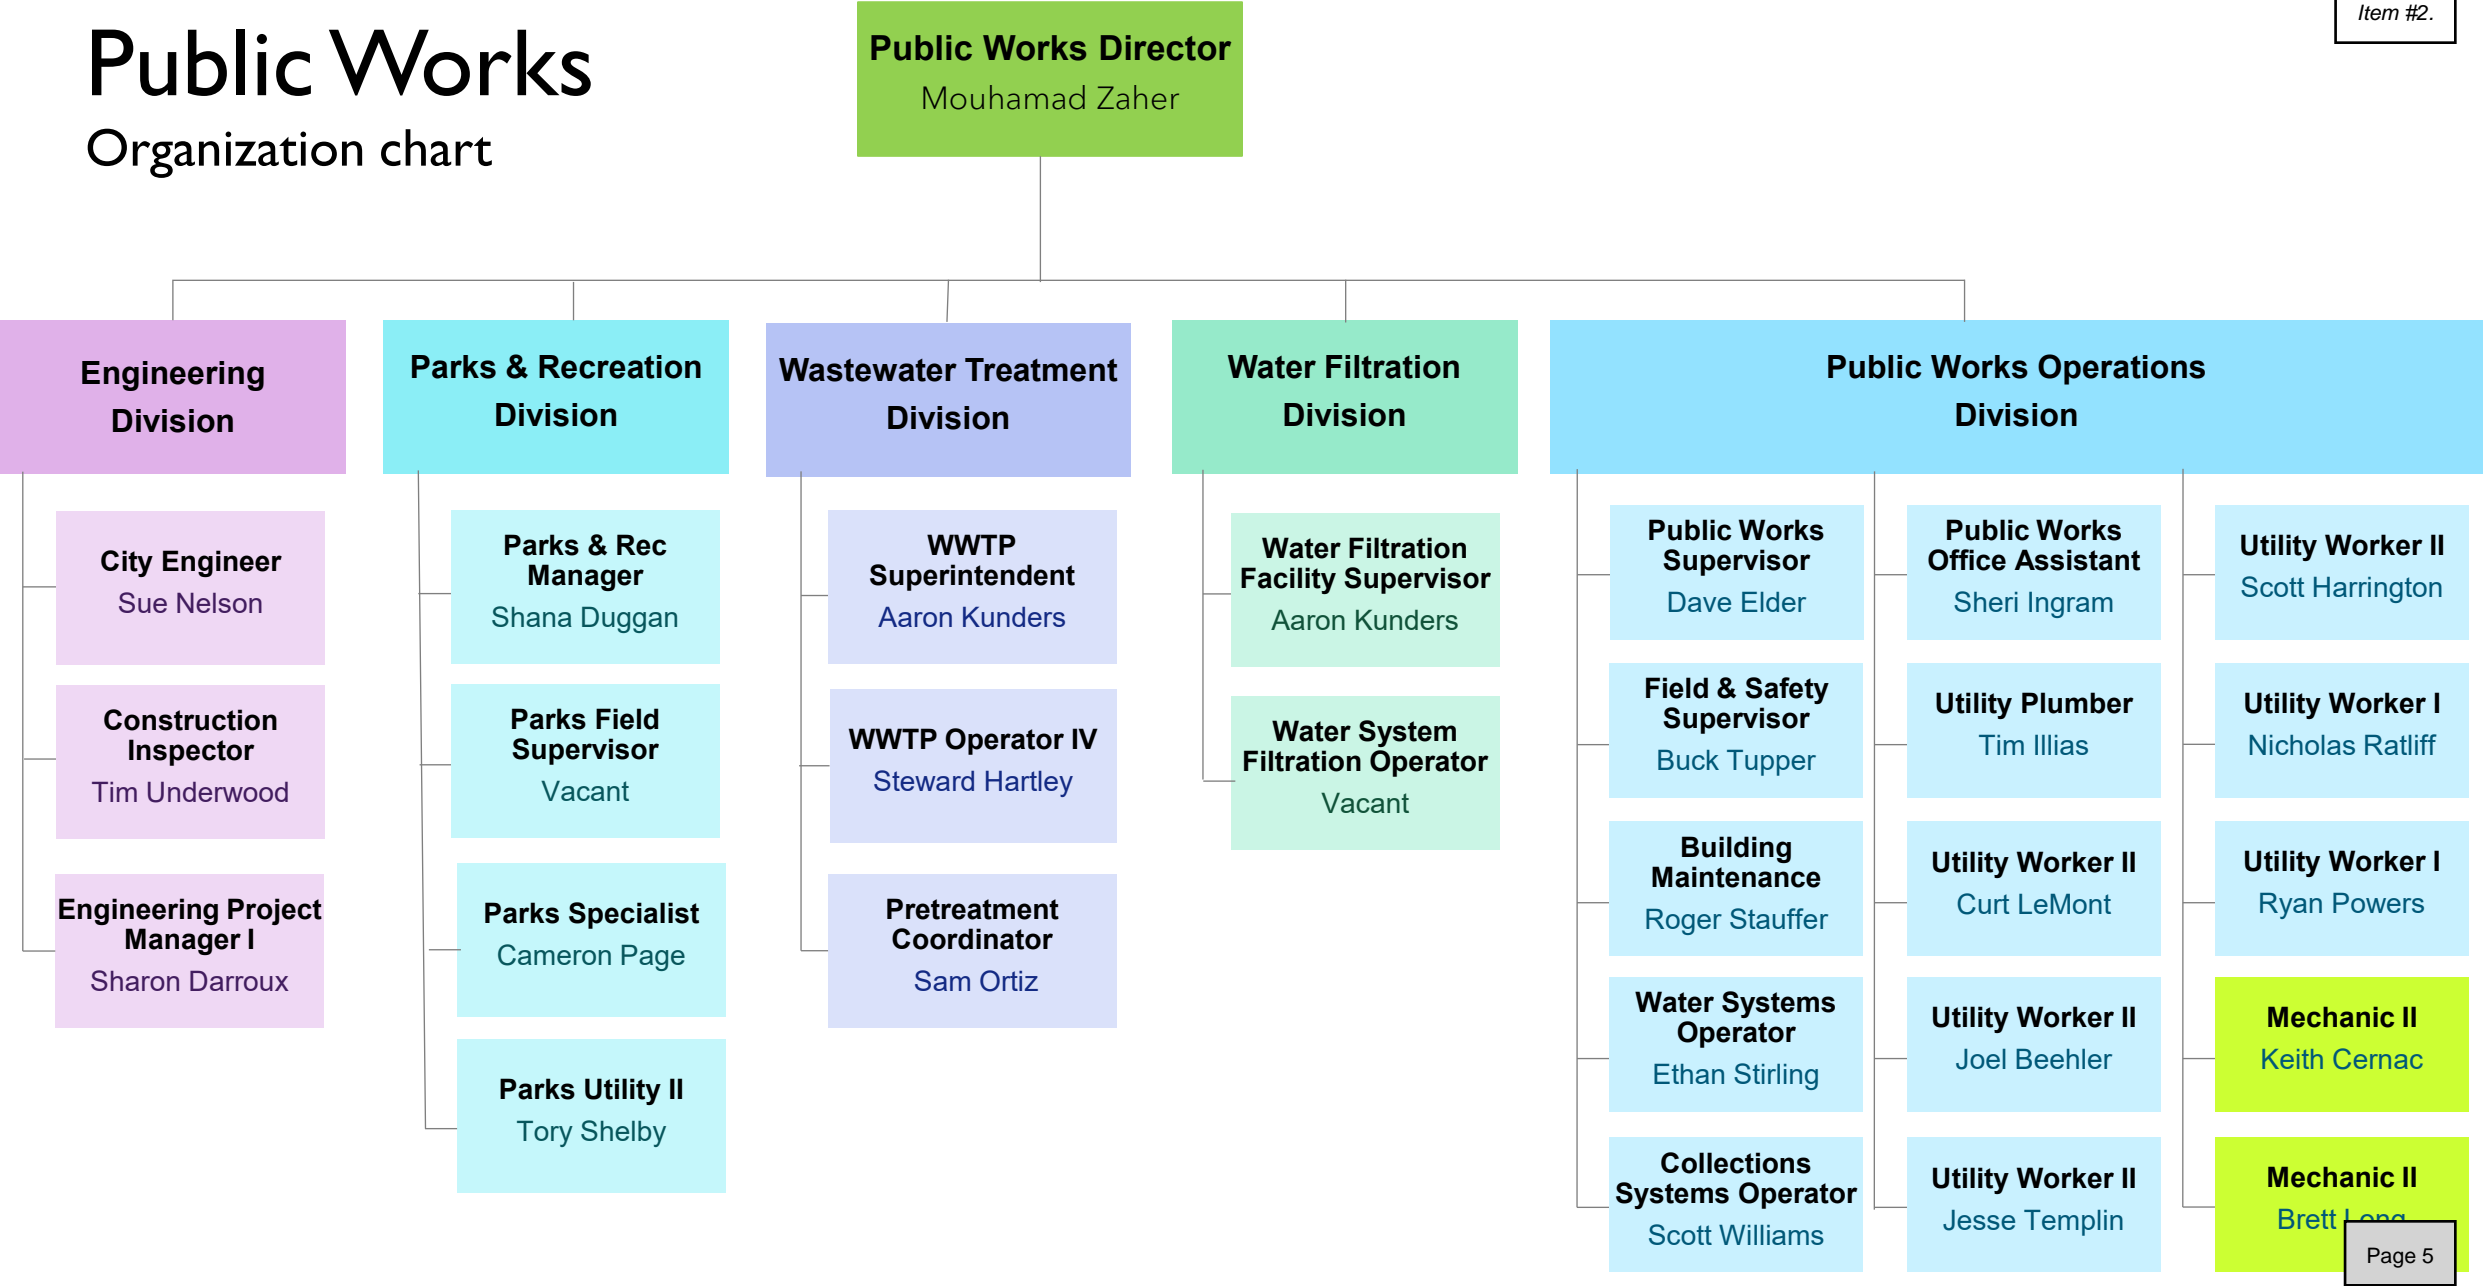 Public Works
Organization chart
Item #2.
Public Works Director
Mouhamad Zaher
Engineering
Division
City Engineer
Sue Nelson
Construction
Inspector
Tim Underwood
Engineering Project
Manager I
Sharon Darroux
Parks & Recreation
Division
Parks & Rec
Manager
Shana Duggan
Parks Field
Supervisor
Vacant
Parks Specialist
Cameron Page
Parks Utility II
Tory Shelby
Wastewater Treatment
Division
WWTP
Superintendent
Aaron Kunders
WWTP Operator IV
Steward Hartley
Pretreatment
Coordinator
Sam Ortiz
Water Filtration
Division
Water Filtration
Facility Supervisor
Aaron Kunders
Water System
Filtration Operator
Vacant
Public Works Operations
Division
Public Works
Supervisor
Dave Elder
Field & Safety
Supervisor
Buck Tupper
Building
Maintenance
Roger Stauffer
Water Systems
Operator
Ethan Stirling
Collections
Systems Operator
Scott Williams
Public Works
Office Assistant
Sheri Ingram
Utility Plumber
Tim Illias
Utility Worker II
Curt LeMont
Utility Worker II
Joel Beehler
Utility Worker II
Jesse Templin
Utility Worker II
Scott Harrington
Utility Worker I
Nicholas Ratliff
Utility Worker I
Ryan Powers
Mechanic II
Keith Cernac
Mechanic II
Brett Long
Page 5